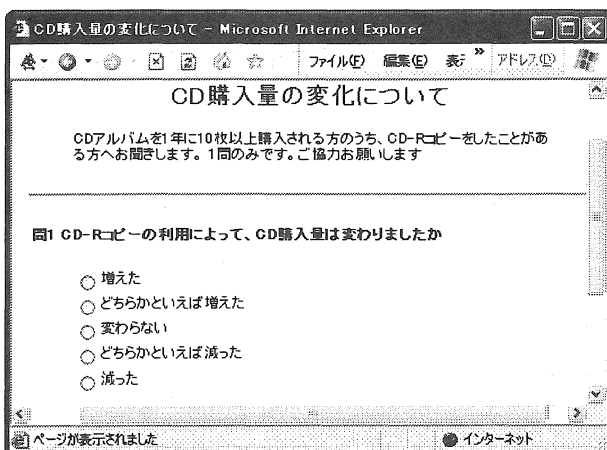 CD購入量の変化について - Microsoft Internet Explorer
ファイル(F) 編集(E) 表示 » アドレス(D)
CD購入量の変化について
CDアルバムを1年に10枚以上購入される方のうち、CD-Rコピーをしたことがあ
る方へお聞きします。1問のみです。ご協力お願いします
問1 CD-Rコピーの利用によって、CD購入量は変わりましたか
増えた
どちらかといえば増えた
変わらない
どちらかといえば減った
減った
ページが表示されました インターネット